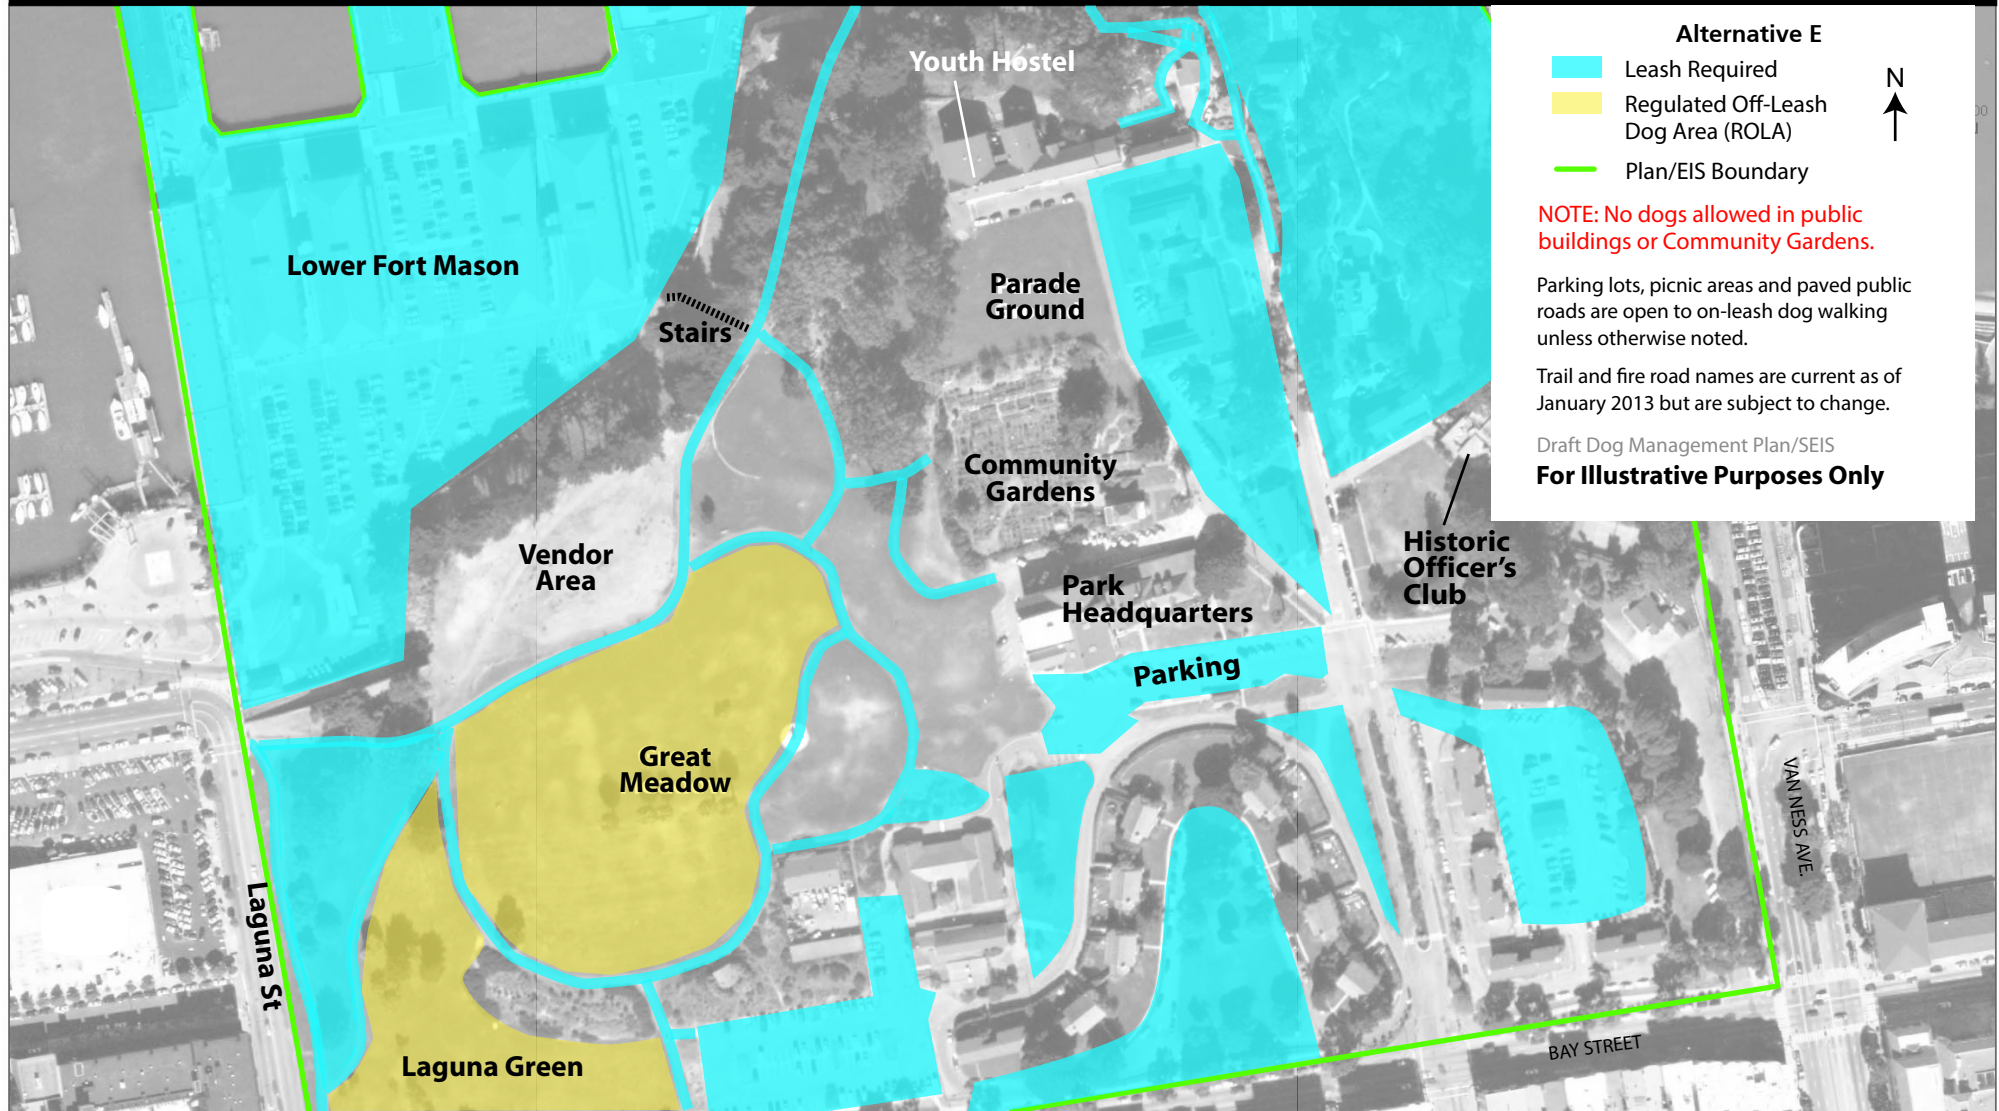 Youth Hostel
Lower Fort Mason
Stairs
Parade
Ground
Community
Gardens
Vendor
Area
Park
Headquarters
Historic
Officer's
Club
Parking
Great
Meadow
Laguna St
Laguna Green
VAN NESS AVE.
BAY STREET
Alternative E
Leash Required
Regulated Off-Leash
Dog Area (ROLA)
Plan/EIS Boundary
N
NOTE: No dogs allowed in public
buildings or Community Gardens.
Parking lots, picnic areas and paved public
roads are open to on-leash dog walking
unless otherwise noted.
Trail and fire road names are current as of
January 2013 but are subject to change.
Draft Dog Management Plan/SEIS
For Illustrative Purposes Only